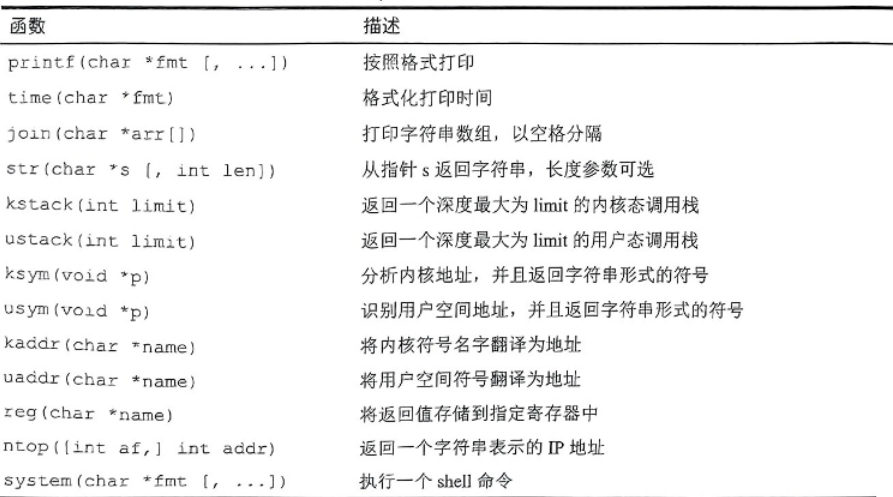 函数 描述
printf(char *fmt [, ...]) 按照格式打印
time(char *fmt) 格式化打印时间
join(char *arr[]) 打印字符串数组，以空格分隔
str(char *s [, int len]) 从指针 s 返回字符串，长度参数可选
kstack(int limit) 返回一个深度最大为 limit 的内核态调用栈
ustack(int limit) 返回一个深度最大为 limit 的用户态调用栈
ksym(void *p) 分析内核地址，并且返回字符串形式的符号
usym(void *p) 识别用户空间地址，并且返回字符串形式的符号
kaddr(char *name) 将内核符号名字翻译为地址
uaddr(char *name) 将用户空间符号翻译为地址
reg(char *name) 将返回值存储到指定寄存器中
ntop([int af,] int addr) 返回一个字符串表示的 IP 地址
system(char *fmt [, ...]) 执行一个 shell 命令